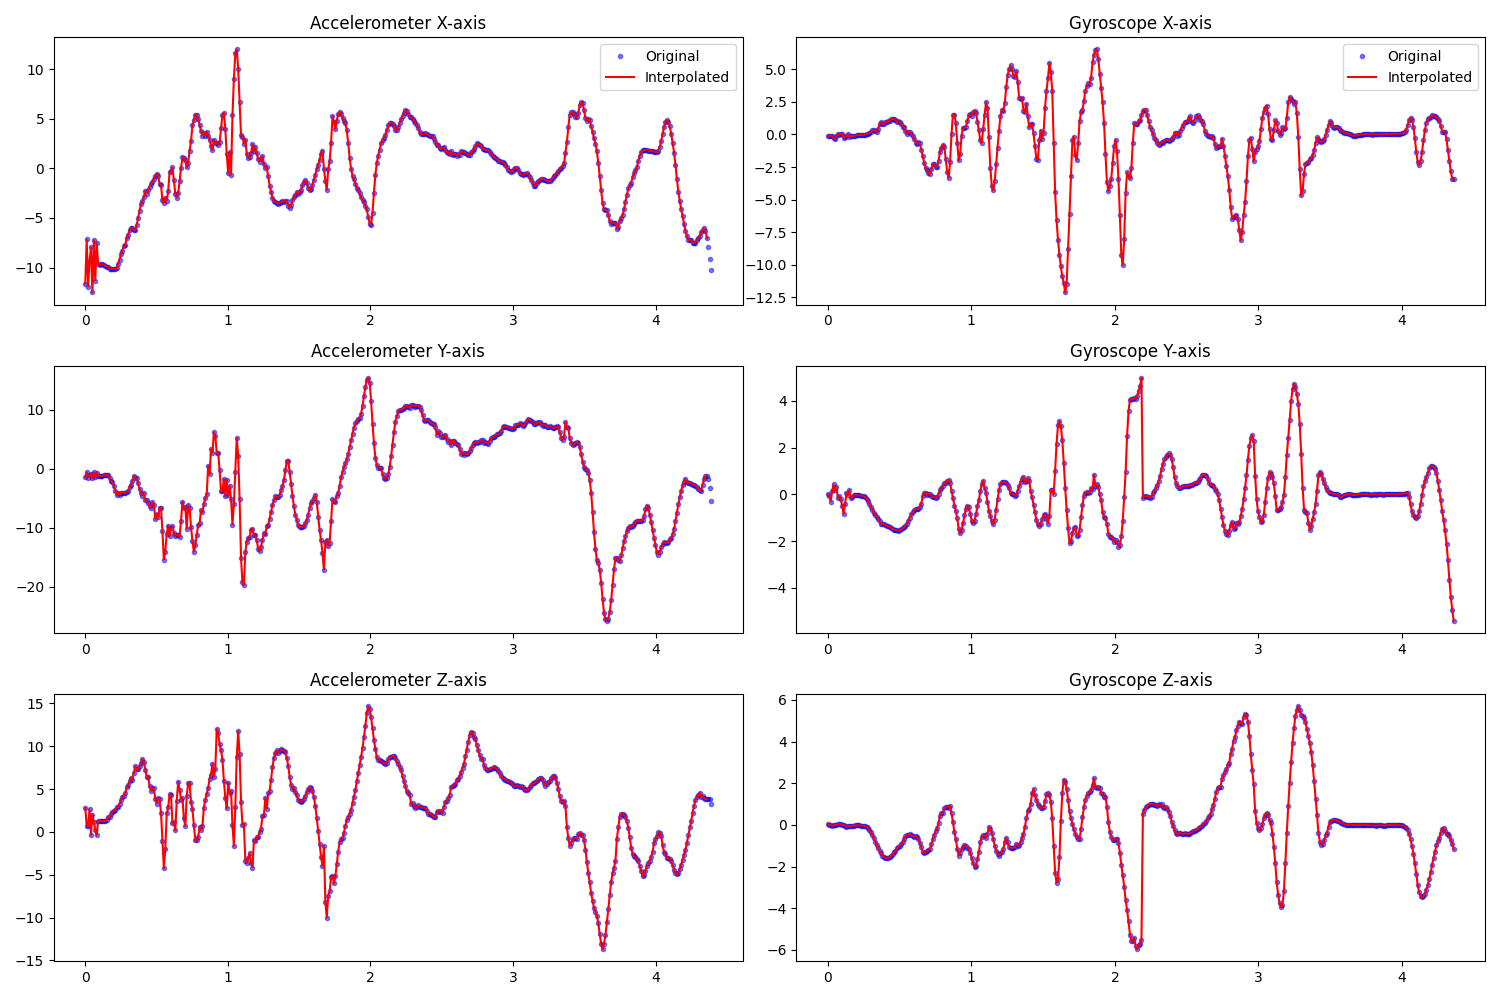 Accelerometer X-axis
10
5
0
−5
−10
0 1 2 3 4
Original
Interpolated
Gyroscope X-axis
5.0
2.5
0.0
−2.5
−5.0
−7.5
−10.0
−12.5
0 1 2 3 4
Original
Interpolated
Accelerometer Y-axis
10
0
−10
−20
0 1 2 3 4
Gyroscope Y-axis
4
2
0
−2
−4
0 1 2 3 4
Accelerometer Z-axis
15
10
5
0
−5
−10
−15
0 1 2 3 4
Gyroscope Z-axis
6
4
2
0
−2
−4
−6
0 1 2 3 4